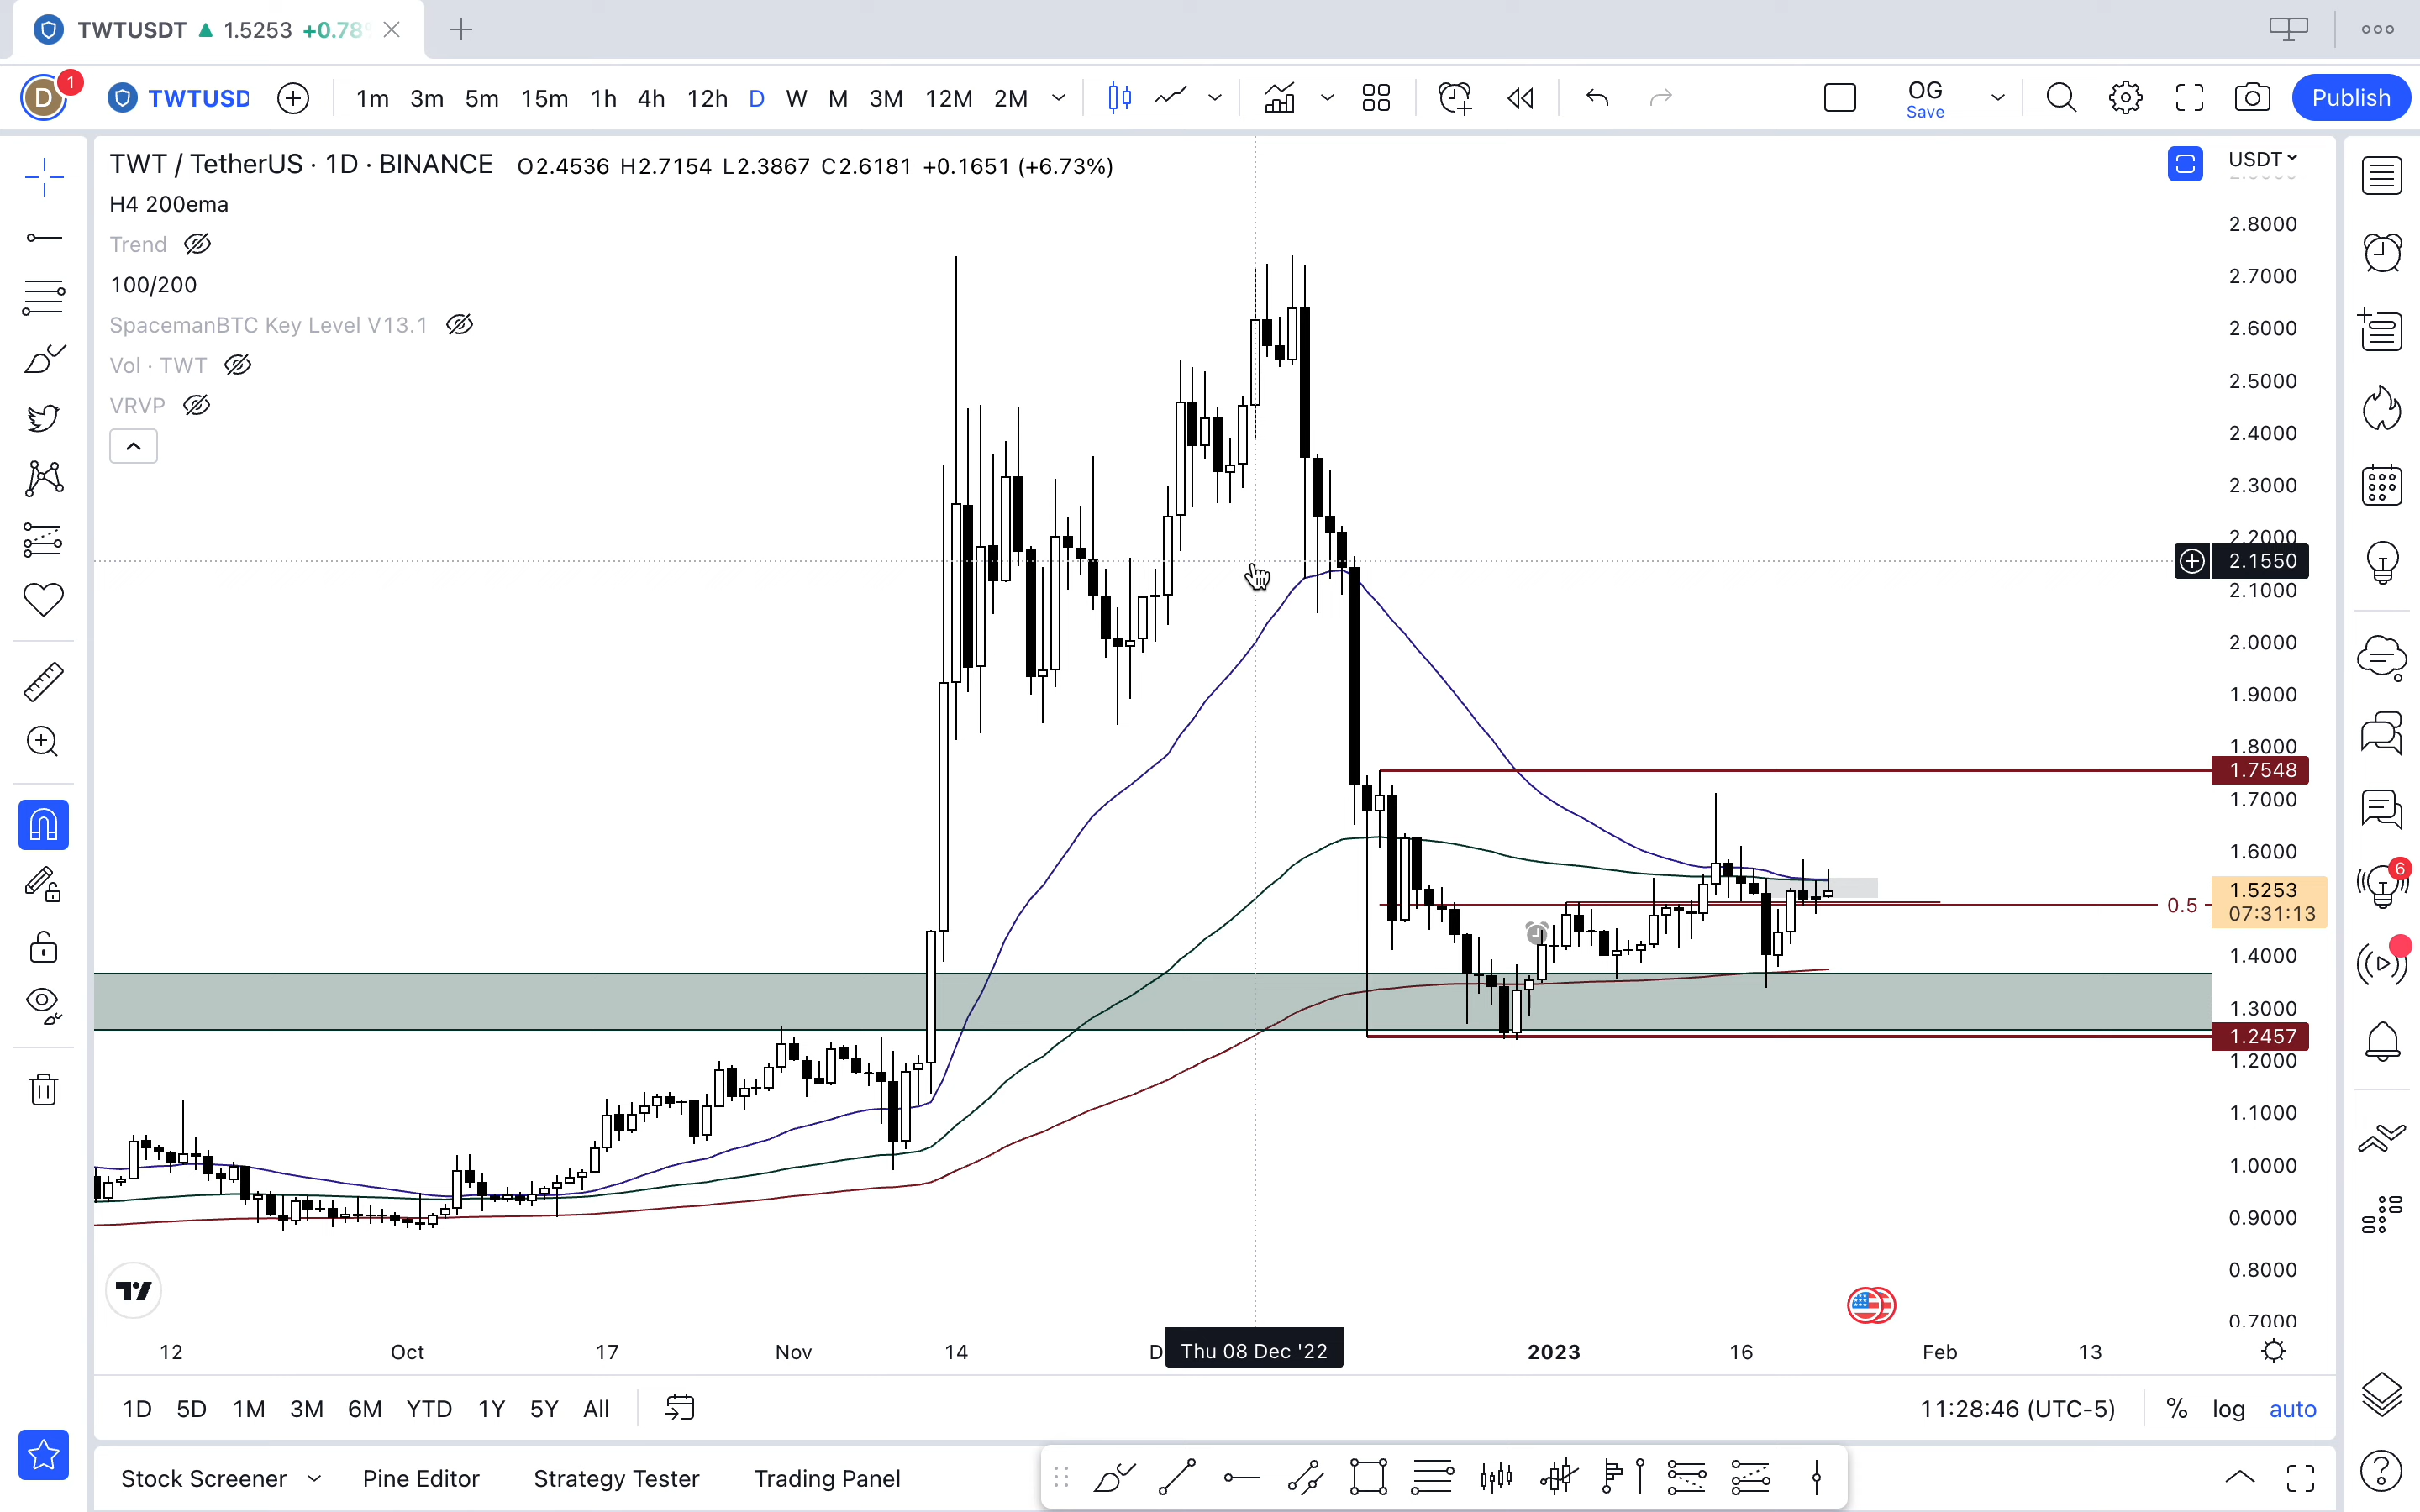 TWTUSDT ▲ 1.5253 +0.78
D 1 TWTUSD 1m 3m 5m 15m 1h 4h 12h D W M 3M 12M 2M OG Save Publish
TWT / TetherUS · 1D · BINANCE O2.4536 H2.7154 L2.3867 C2.6181 +0.1651 (+6.73%)
USDT
H4 200ema
Trend
100/200
SpacemanBTC Key Level V13.1
Vol · TWT
VRVP
2.8000
2.7000
2.6000
2.5000
2.4000
2.3000
2.2000
2.1550
2.1000
2.0000
1.9000
1.8000
1.7548
1.7000
1.6000
6
1.5253
0.5
07:31:13
1.4000
1.3000
1.2457
1.2000
1.1000
1.0000
0.9000
0.8000
0.7000
12 Oct 17 Nov 14 Thu 08 Dec '22 2023 16 Feb 13
1D 5D 1M 3M 6M YTD 1Y 5Y All 11:28:46 (UTC-5) % log auto
Stock Screener Pine Editor Strategy Tester Trading Panel